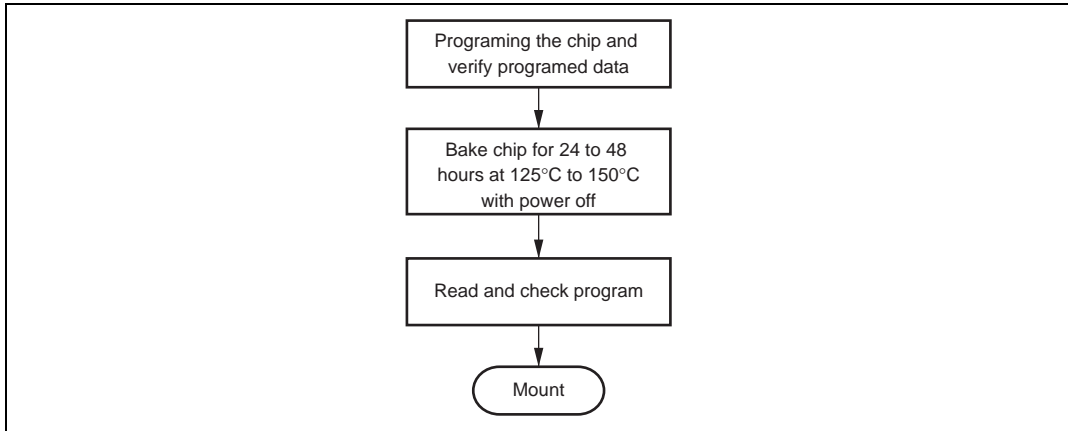 Programing the chip and
verify programed data
Bake chip for 24 to 48
hours at 125°C to 150°C
with power off
Read and check program
Mount